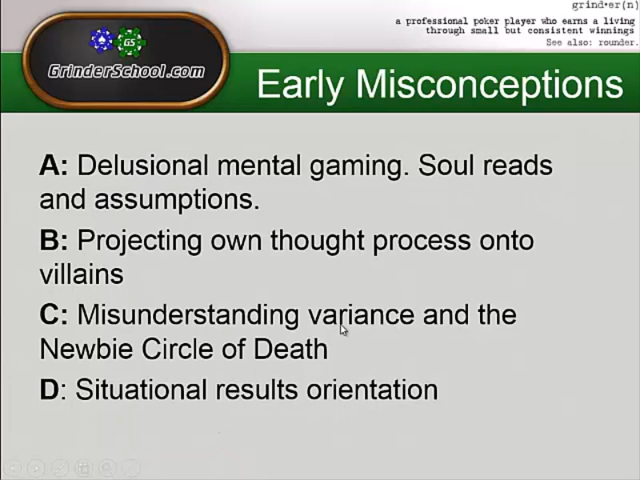 grind•er(n)
a professional poker player who earns a living
through small but consistent winnings
See also: rounder.
GS
GrinderSchool.com
Early Misconceptions
A: Delusional mental gaming. Soul reads
and assumptions.
B: Projecting own thought process onto
villains
C: Misunderstanding variance and the
Newbie Circle of Death
D: Situational results orientation